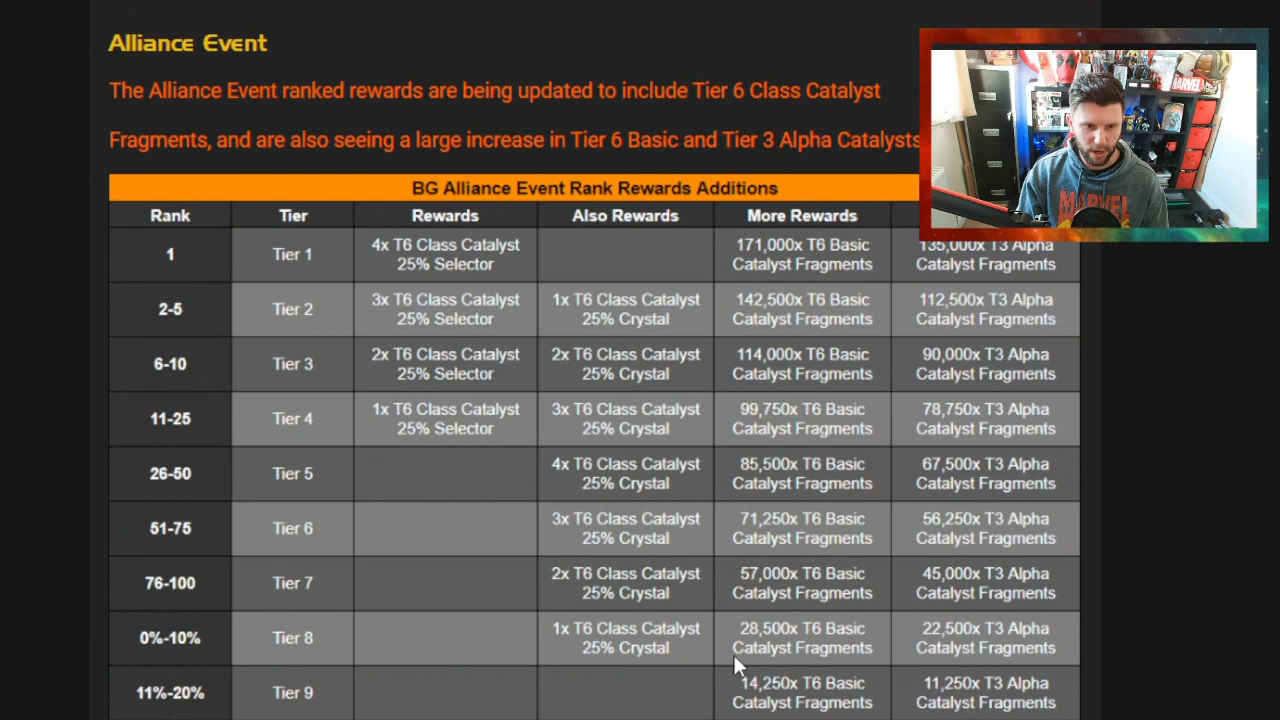 Alliance Event
The Alliance Event ranked rewards are being updated to include Tier 6 Class Catalyst
Fragments, and are also seeing a large increase in Tier 6 Basic and Tier 3 Alpha Catalysts
BG Alliance Event Rank Rewards Additions
Rank Tier Rewards Also Rewards More Rewards
1 Tier 1 4x T6 Class Catalyst 25% Selector 171,000x T6 Basic Catalyst Fragments 135,000x T3 Alpha Catalyst Fragments
2-5 Tier 2 3x T6 Class Catalyst 25% Selector 1x T6 Class Catalyst 25% Crystal 142,500x T6 Basic Catalyst Fragments 112,500x T3 Alpha Catalyst Fragments
6-10 Tier 3 2x T6 Class Catalyst 25% Selector 2x T6 Class Catalyst 25% Crystal 114,000x T6 Basic Catalyst Fragments 90,000x T3 Alpha Catalyst Fragments
11-25 Tier 4 1x T6 Class Catalyst 25% Selector 3x T6 Class Catalyst 25% Crystal 99,750x T6 Basic Catalyst Fragments 78,750x T3 Alpha Catalyst Fragments
26-50 Tier 5 4x T6 Class Catalyst 25% Crystal 85,500x T6 Basic Catalyst Fragments 67,500x T3 Alpha Catalyst Fragments
51-75 Tier 6 3x T6 Class Catalyst 25% Crystal 71,250x T6 Basic Catalyst Fragments 56,250x T3 Alpha Catalyst Fragments
76-100 Tier 7 2x T6 Class Catalyst 25% Crystal 57,000x T6 Basic Catalyst Fragments 45,000x T3 Alpha Catalyst Fragments
0%-10% Tier 8 1x T6 Class Catalyst 25% Crystal 28,500x T6 Basic Catalyst Fragments 22,500x T3 Alpha Catalyst Fragments
11%-20% Tier 9 14,250x T6 Basic Catalyst Fragments 11,250x T3 Alpha Catalyst Fragments
MARVEL
MARVEL